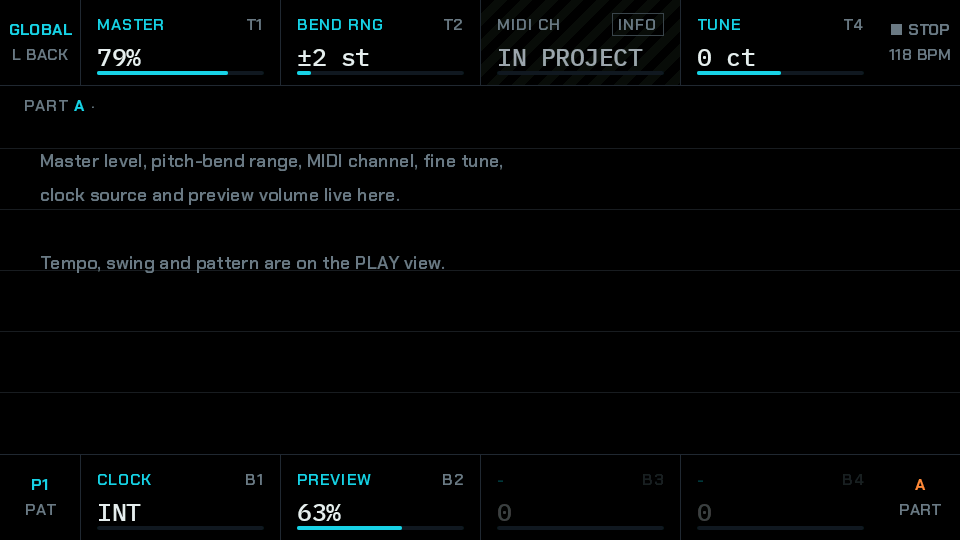 GLOBAL
L BACK
MASTER T1
79%
BEND RNG T2
±2 st
MIDI CH INFO
IN PROJECT
TUNE T4
0 ct
STOP
118 BPM
PART A ·
Master level, pitch-bend range, MIDI channel, fine tune,
clock source and preview volume live here.
Tempo, swing and pattern are on the PLAY view.
P1
PAT
CLOCK B1
INT
PREVIEW B2
63%
- B3
0
- B4
0
A
PART